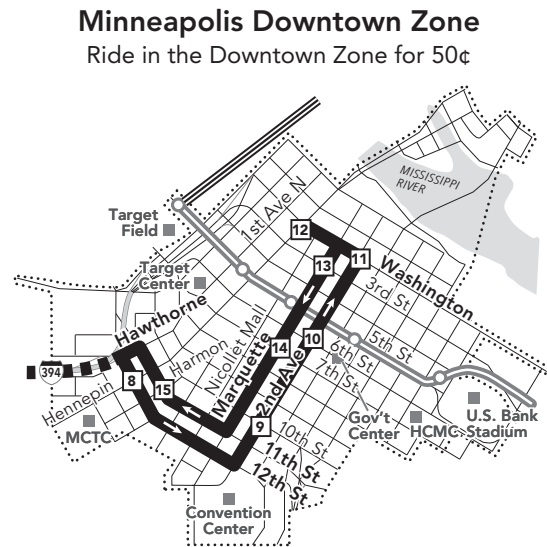 Minneapolis Downtown Zone
Ride in the Downtown Zone for 50¢
MISSISSIPPI
RIVER
1st Ave N
Target
Field
12
11
13
Washington
Target
Center
3rd St
Hawthorne
Nicollet Mall
10
5th St
14
6th St
Harmon
Marquette
7th St
394
8
15
2nd Ave
Hennepin
9
Gov't
Center
HCMC
U.S. Bank
Stadium
MCTC
10th St
11th St
12th St
Convention
Center